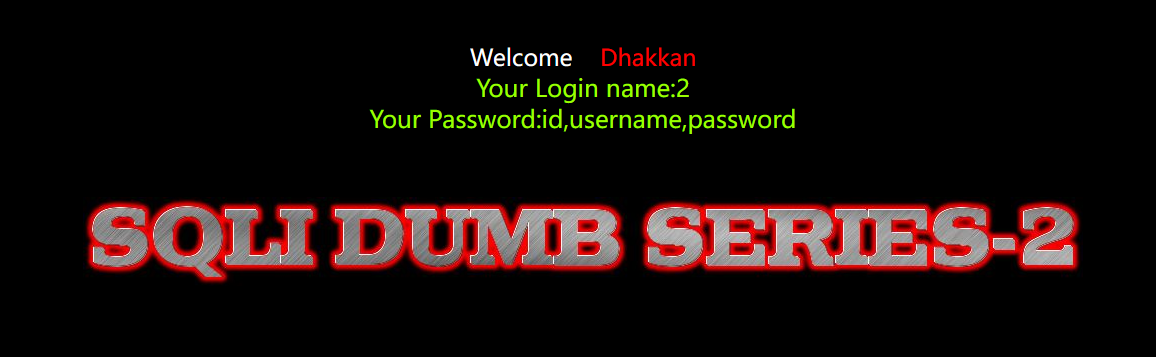 Welcome Dhakkan
Your Login name:2
Your Password:id,username,password
SQLI DUMB SERIES-2